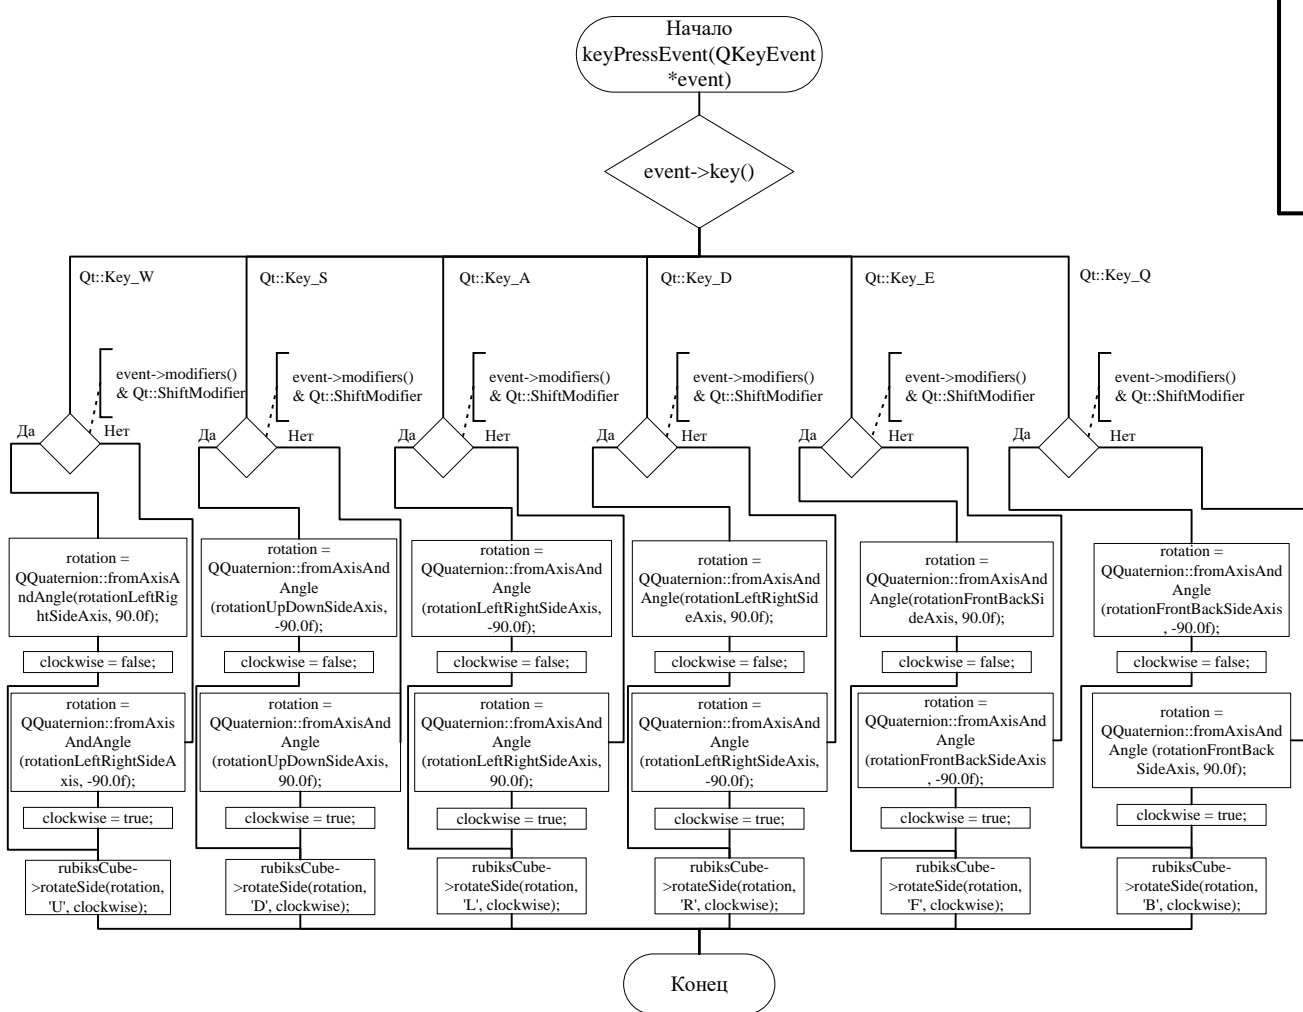 Начало
keyPressEvent(QKeyEvent
*event)
event->key()
Qt::Key_W
Qt::Key_S
Qt::Key_A
Qt::Key_D
Qt::Key_E
Qt::Key_Q
event->modifiers()
& Qt::ShiftModifier
event->modifiers()
& Qt::ShiftModifier
event->modifiers()
& Qt::ShiftModifier
event->modifiers()
& Qt::ShiftModifier
event->modifiers()
& Qt::ShiftModifier
event->modifiers()
& Qt::ShiftModifier
Да
Нет
Да
Нет
Да
Нет
Да
Нет
Да
Нет
Да
Нет
rotation =
QQuaternion::fromAxisA
ndAngle(rotationLeftRig
htSideAxis, 90.0f);
rotation =
QQuaternion::fromAxisAnd
Angle
(rotationUpDownSideAxis,
-90.0f);
rotation =
QQuaternion::fromAxisAnd
Angle
(rotationLeftRightSideAxis,
-90.0f);
rotation =
QQuaternion::fromAxisAnd
Angle(rotationLeftRightSid
eAxis, 90.0f);
rotation =
QQuaternion::fromAxisAnd
Angle(rotationFrontBackSi
deAxis, 90.0f);
rotation =
QQuaternion::fromAxisAnd
Angle
(rotationFrontBackSideAxis
, -90.0f);
clockwise = false;
clockwise = false;
clockwise = false;
clockwise = false;
clockwise = false;
clockwise = false;
rotation =
QQuaternion::fromAxis
AndAngle
(rotationLeftRightSideA
xis, -90.0f);
rotation =
QQuaternion::fromAxisAnd
Angle
(rotationUpDownSideAxis,
90.0f);
rotation =
QQuaternion::fromAxisAnd
Angle
(rotationLeftRightSideAxis,
90.0f);
rotation =
QQuaternion::fromAxisAnd
Angle
(rotationLeftRightSideAxis,
-90.0f);
rotation =
QQuaternion::fromAxisAnd
Angle
(rotationFrontBackSideAxis
, -90.0f);
rotation =
QQuaternion::fromAxisAnd
Angle (rotationFrontBack
SideAxis, 90.0f);
clockwise = true;
clockwise = true;
clockwise = true;
clockwise = true;
clockwise = true;
clockwise = true;
rubiksCube-
>rotateSide(rotation,
'U', clockwise);
rubiksCube-
>rotateSide(rotation,
'D', clockwise);
rubiksCube-
>rotateSide(rotation,
'L', clockwise);
rubiksCube-
>rotateSide(rotation,
'R', clockwise);
rubiksCube-
>rotateSide(rotation,
'F', clockwise);
rubiksCube-
>rotateSide(rotation,
'B', clockwise);
Конец